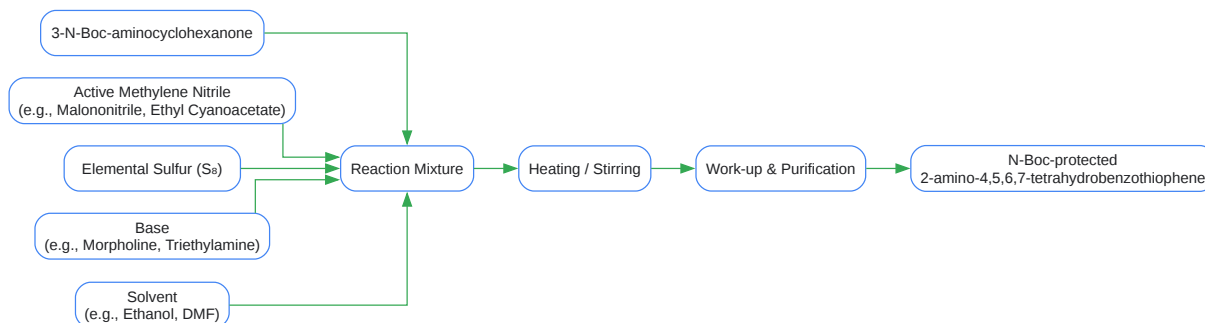 3-N-Boc-aminocyclohexanone
Active Methylene Nitrile
(e.g., Malononitrile, Ethyl Cyanoacetate)
Elemental Sulfur (S₈)
Base
(e.g., Morpholine, Triethylamine)
Solvent
(e.g., Ethanol, DMF)
Reaction Mixture
Heating / Stirring
Work-up & Purification
N-Boc-protected
2-amino-4,5,6,7-tetrahydrobenzothiophene